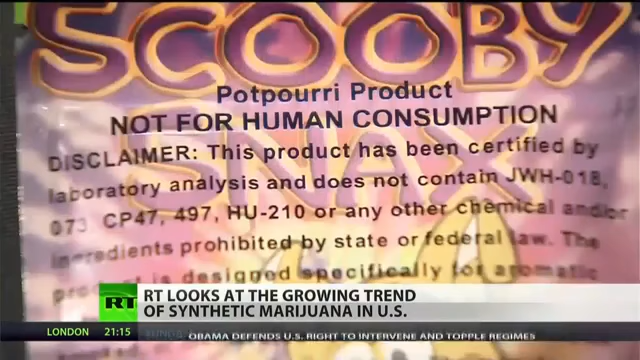 SCOOBY
SNAX
Potpourri Product
NOT FOR HUMAN CONSUMPTION
DISCLAIMER: This product has been certified by
laboratory analysis and does not contain JWH-018,
073 CP47, 497, HU-210 or any other chemical and/or
ingredients prohibited by state or federal law. The
product is designed specifically for aromatic
RT
RT LOOKS AT THE GROWING TREND
OF SYNTHETIC MARIJUANA IN U.S.
LONDON 21:15
OBAMA DEFENDS U.S. RIGHT TO INTERVENE AND TOPPLE REGIMES